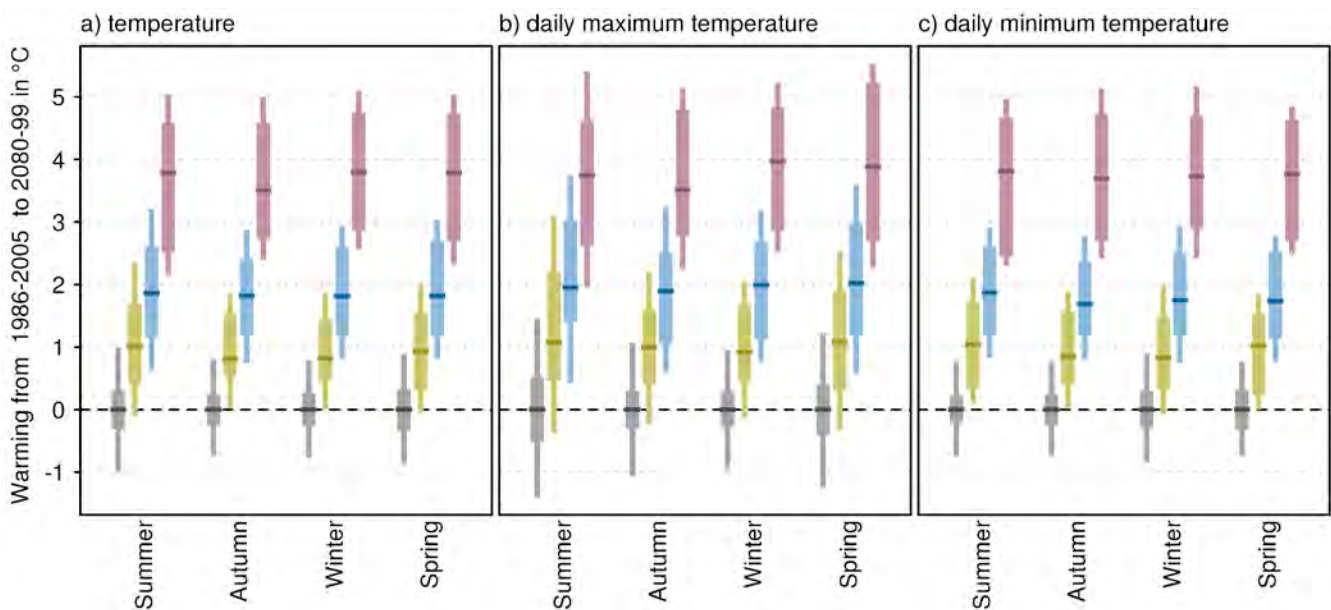 a) temperature
b) daily maximum temperature
c) daily minimum temperature
Warming from 1986-2005 to 2080-99 in °C
5
4
3
2
1
0
-1
Summer
Autumn
Winter
Spring
Summer
Autumn
Winter
Spring
Summer
Autumn
Winter
Spring